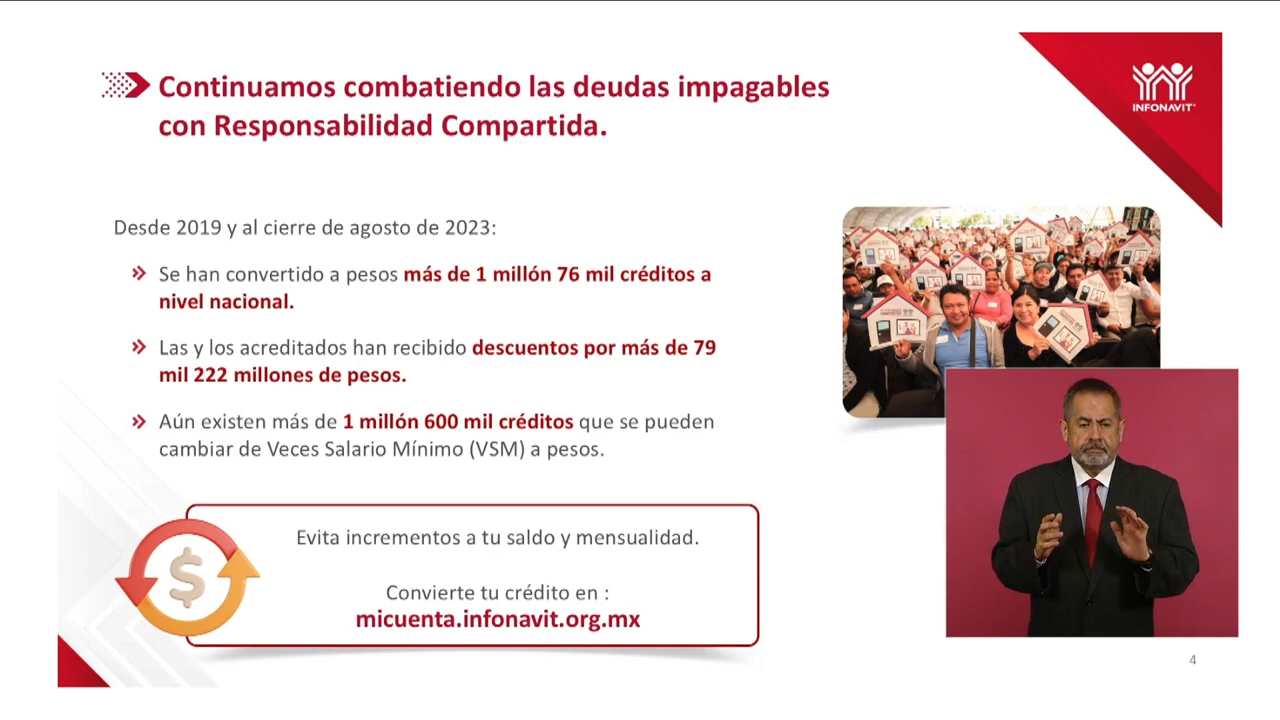 Continuamos combatiendo las deudas impagables
con Responsabilidad Compartida.
INFONAVIT
Desde 2019 y al cierre de agosto de 2023:
Se han convertido a pesos más de 1 millón 76 mil créditos a
nivel nacional.
Las y los acreditados han recibido descuentos por más de 79
mil 222 millones de pesos.
Aún existen más de 1 millón 600 mil créditos que se pueden
cambiar de Veces Salario Mínimo (VSM) a pesos.
$
Evita incrementos a tu saldo y mensualidad.
Convierte tu crédito en :
micuenta.infonavit.org.mx
4